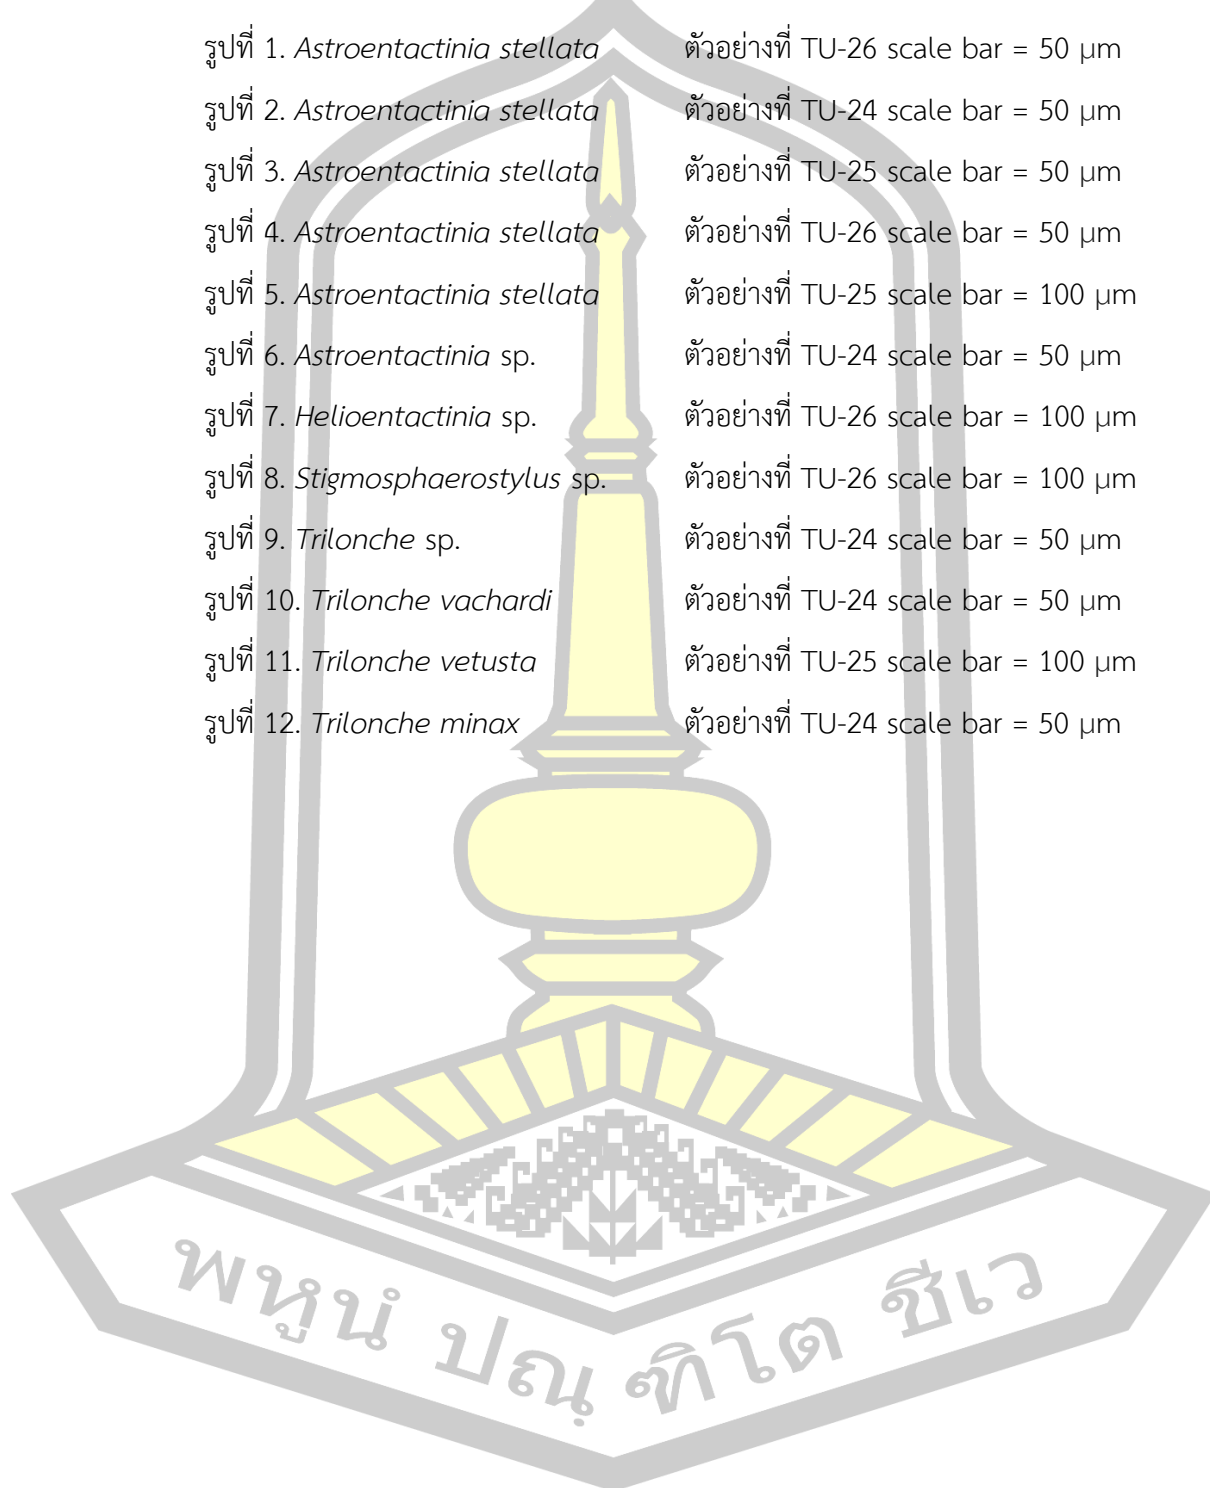 รูปที่ 1. Astroentactinia stellata ตัวอย่างที่ TU-26 scale bar = 50 μm
รูปที่ 2. Astroentactinia stellata ตัวอย่างที่ TU-24 scale bar = 50 μm
รูปที่ 3. Astroentactinia stellata ตัวอย่างที่ TU-25 scale bar = 50 μm
รูปที่ 4. Astroentactinia stellata ตัวอย่างที่ TU-26 scale bar = 50 μm
รูปที่ 5. Astroentactinia stellata ตัวอย่างที่ TU-25 scale bar = 100 μm
รูปที่ 6. Astroentactinia sp. ตัวอย่างที่ TU-24 scale bar = 50 μm
รูปที่ 7. Helioentactinia sp. ตัวอย่างที่ TU-26 scale bar = 100 μm
รูปที่ 8. Stigmosphaerostylus sp. ตัวอย่างที่ TU-26 scale bar = 100 μm
รูปที่ 9. Trilonche sp. ตัวอย่างที่ TU-24 scale bar = 50 μm
รูปที่ 10. Trilonche vachardi ตัวอย่างที่ TU-24 scale bar = 50 μm
รูปที่ 11. Trilonche vetusta ตัวอย่างที่ TU-25 scale bar = 100 μm
รูปที่ 12. Trilonche minax ตัวอย่างที่ TU-24 scale bar = 50 μm
พหูนํ ปณฺฑิโต ชีเว